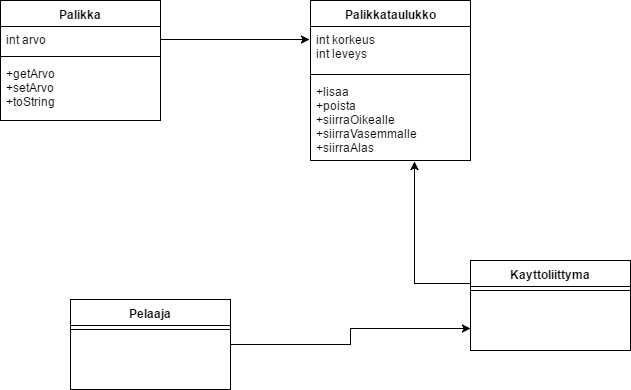 Palikka
int arvo
+getArvo
+setArvo
+toString
Palikkataulukko
int korkeus
int leveys
+lisaa
+poista
+siirraOikealle
+siirraVasemmalle
+siirraAlas
Kayttoliittyma
Pelaaja